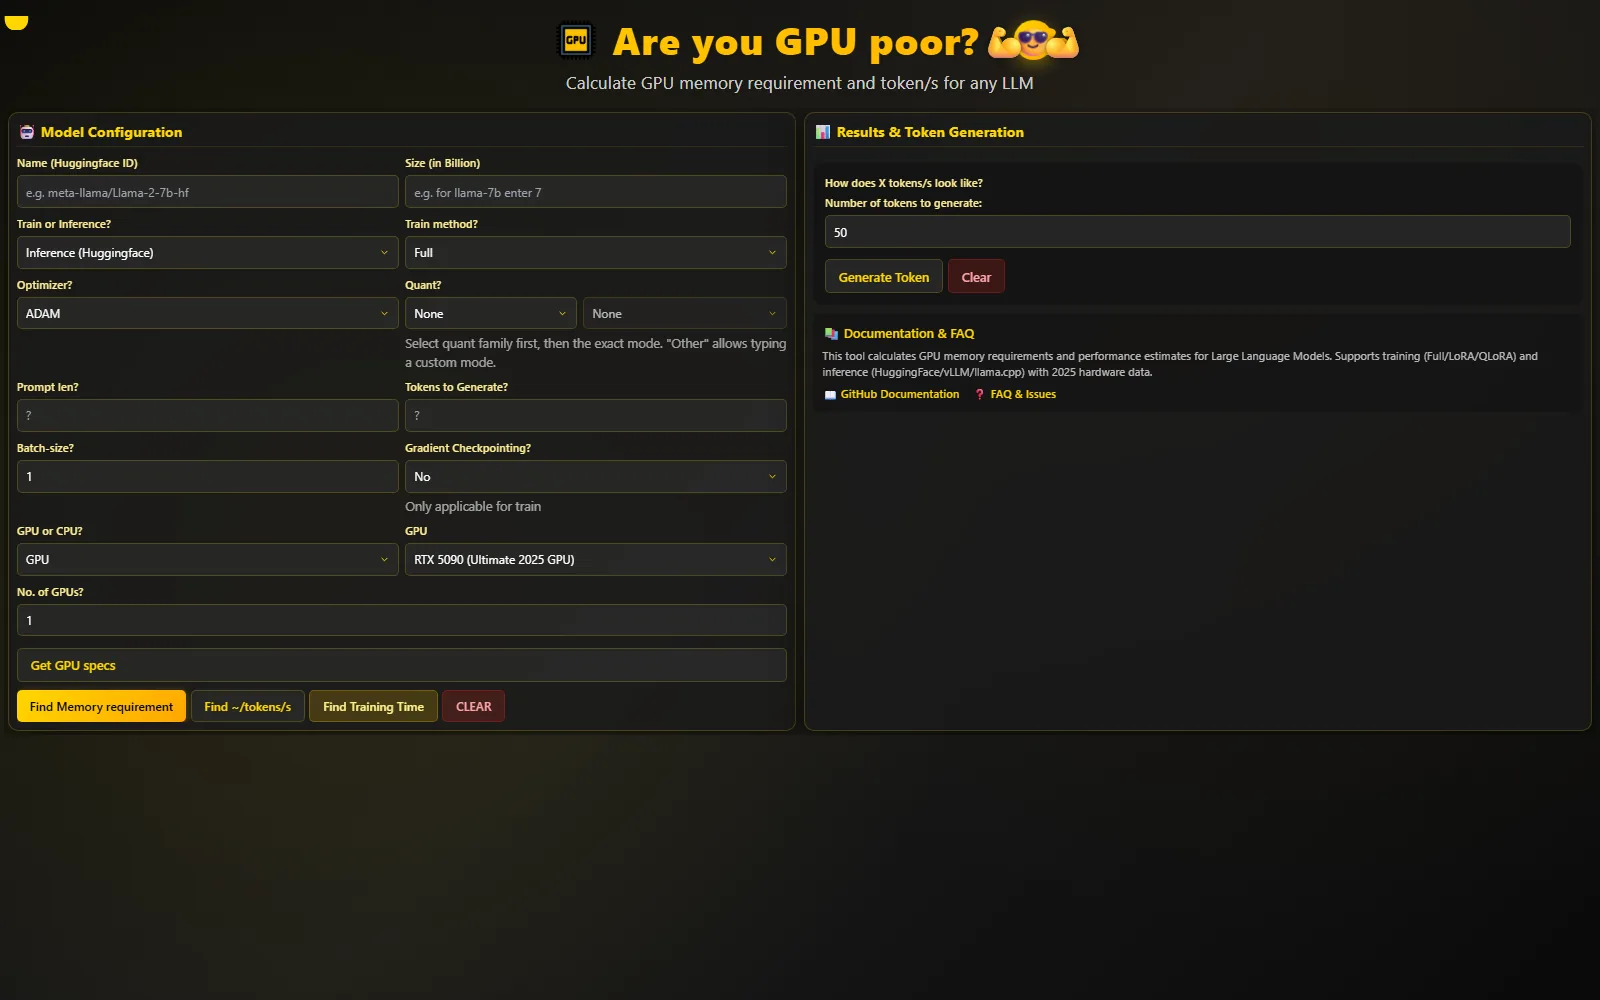 GPU
Are you GPU poor?
Calculate GPU memory requirement and token/s for any LLM
Model Configuration
Name (Huggingface ID)
Size (in Billion)
e.g. meta-llama/Llama-2-7b-hf
e.g. for llama-7b enter 7
Train or Inference?
Train method?
Inference (Huggingface)
Full
Optimizer?
Quant?
ADAM
None
None
Select quant family first, then the exact mode. "Other" allows typing
a custom mode.
Prompt len?
Tokens to Generate?
?
?
Batch-size?
Gradient Checkpointing?
1
No
Only applicable for train
GPU or CPU?
GPU
GPU
RTX 5090 (Ultimate 2025 GPU)
No. of GPUs?
1
Get GPU specs
Find Memory requirement
Find ~/tokens/s
Find Training Time
CLEAR
Results & Token Generation
How does X tokens/s look like?
Number of tokens to generate:
50
Generate Token
Clear
Documentation & FAQ
This tool calculates GPU memory requirements and performance estimates for Large Language Models. Supports training (Full/LoRA/QLoRA) and
inference (HuggingFace/vLLM/llama.cpp) with 2025 hardware data.
GitHub Documentation
FAQ & Issues